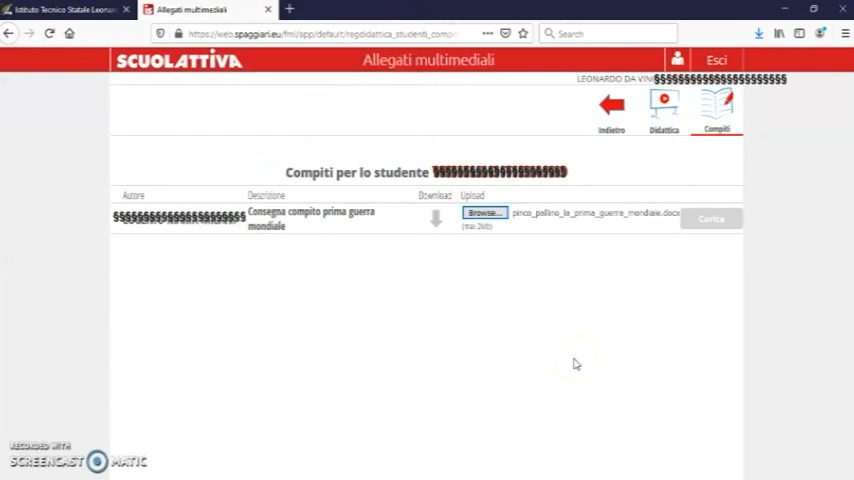 Istituto Tecnico Statale Leonar
Allegati multimediali
https://web.spaggiari.eu/fml/app/default/regdidattica_studenti_comp
Search
SCUOLATTIVA
Allegati multimediali
Esci
LEONARDO DA VINC
Indietro
Didattica
Compiti
Compiti per lo studente
Autore
Descrizione
Download
Upload
Consegna compito prima guerra
mondiale
Browse...
pinco_pallino_la_prima_guerra_mondiale.docx
(max 2Mb)
Carica
RECORDED WITH
SCREENCAST MATIC